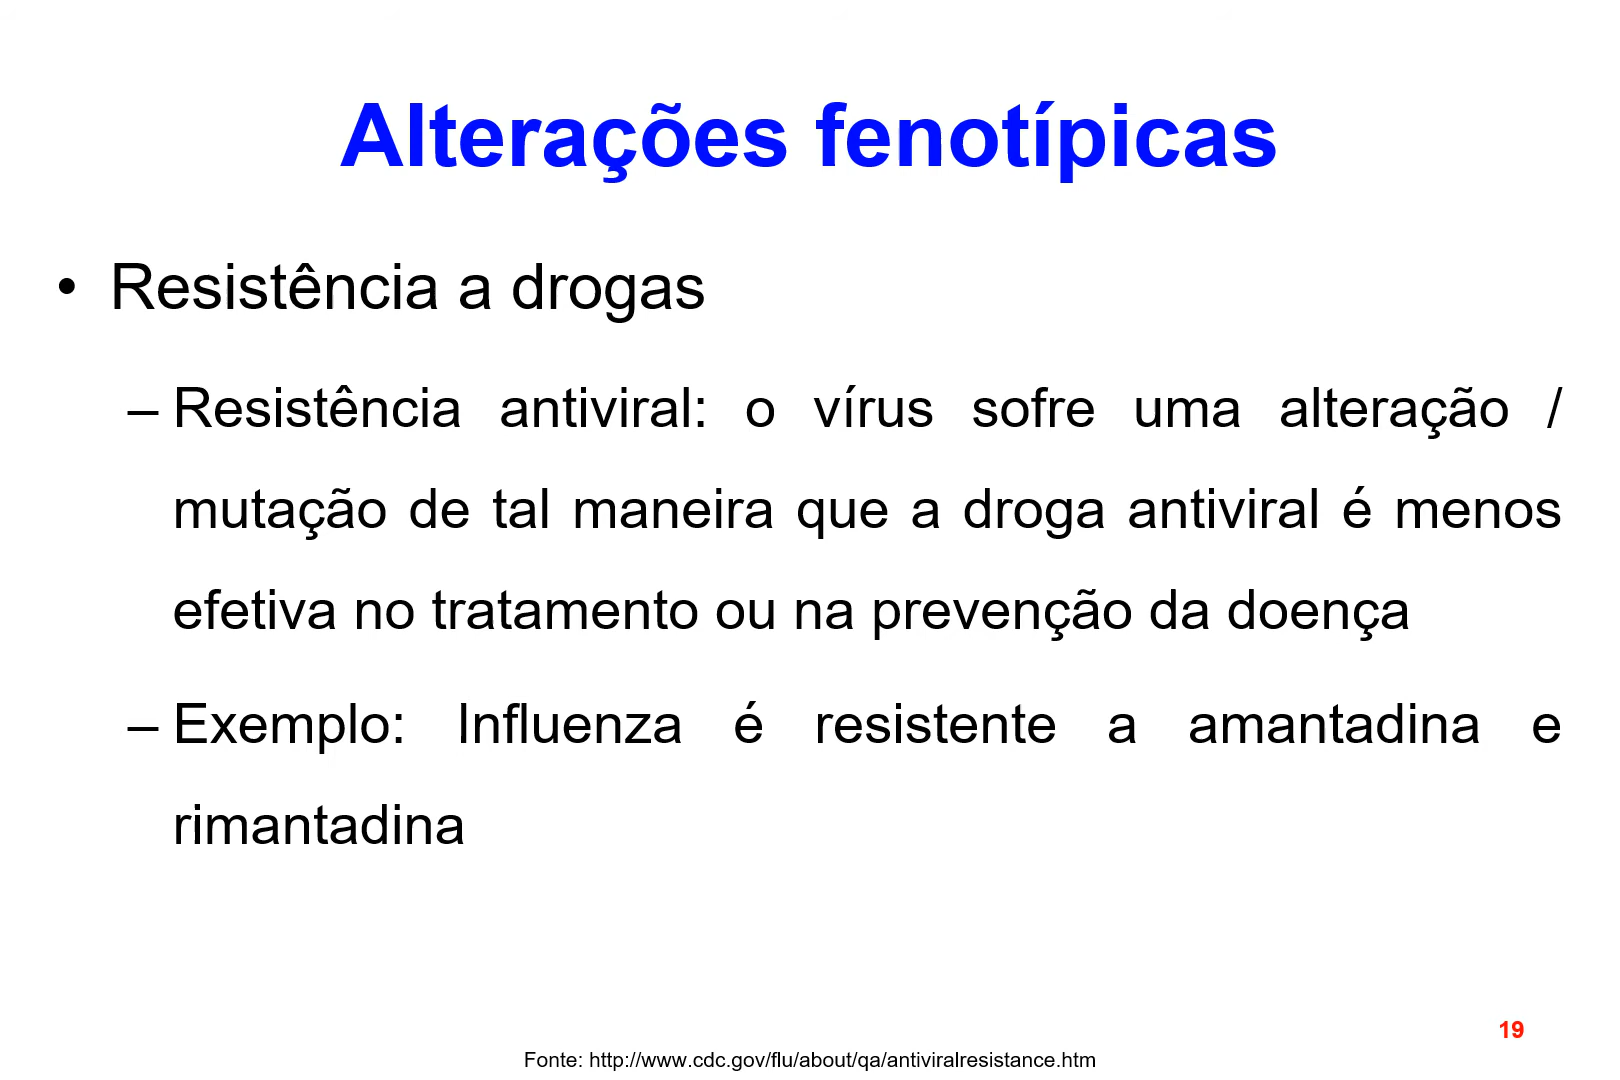 Alterações fenotípicas
• Resistência a drogas
– Resistência antiviral: o vírus sofre uma alteração /
mutação de tal maneira que a droga antiviral é menos
efetiva no tratamento ou na prevenção da doença
– Exemplo: Influenza é resistente a amantadina e
rimantadina
19
Fonte: http://www.cdc.gov/flu/about/qa/antiviralresistance.htm